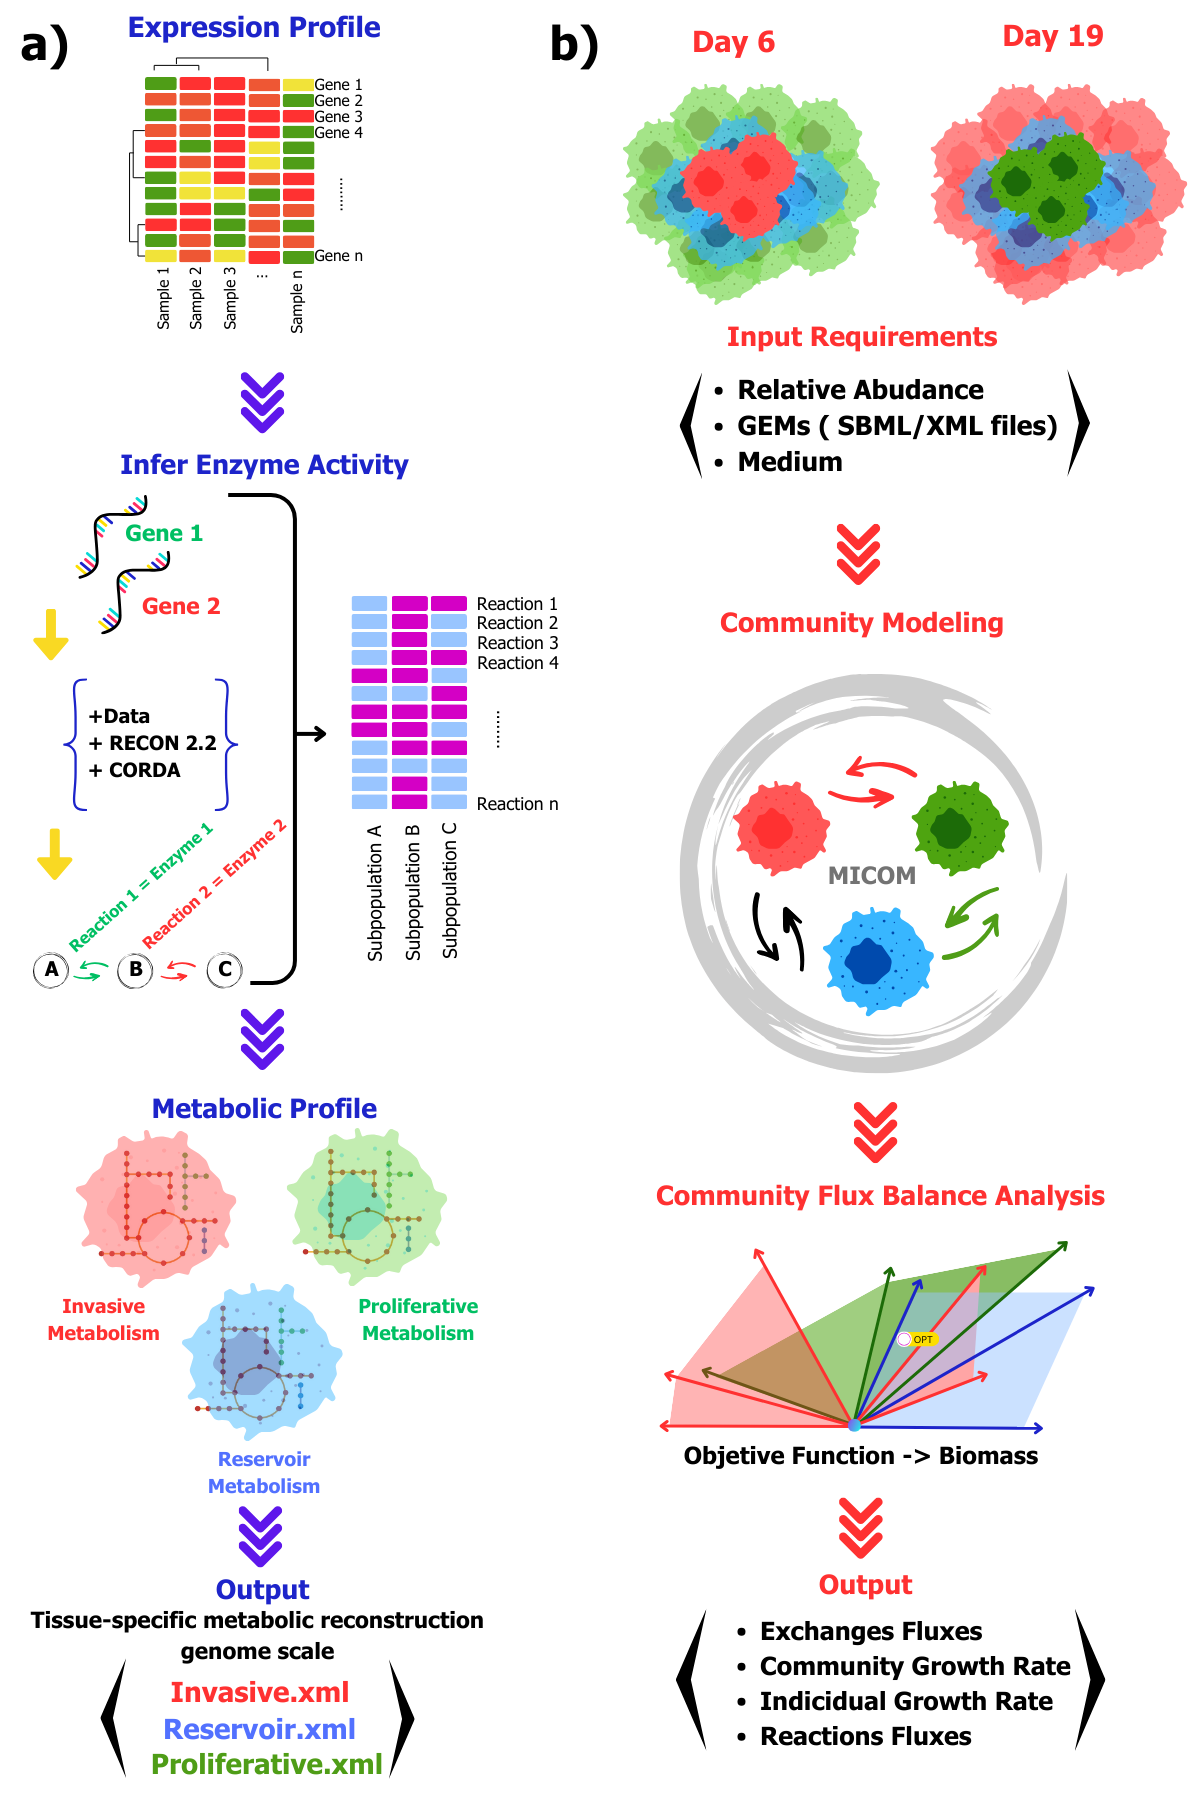 a)
Expression Profile
Gene 1
Gene 2
Gene 3
Gene 4
........
Gene n
Sample 1
Sample 2
Sample 3
...
Sample n
Infer Enzyme Activity
Gene 1
Gene 2
+Data
+ RECON 2.2
+ CORDA
Reaction 1 = Enzyme 1
Reaction 2 = Enzyme 2
A
B
C
Reaction 1
Reaction 2
Reaction 3
Reaction 4
........
Reaction n
Subpopulation A
Subpopulation B
Subpopulation C
Metabolic Profile
Invasive
Metabolism
Proliferative
Metabolism
Reservoir
Metabolism
Output
Tissue-specific metabolic reconstruction
genome scale
Invasive.xml
Reservoir.xml
Proliferative.xml
b)
Day 6
Day 19
Input Requirements
• Relative Abudance
• GEMs ( SBML/XML files)
• Medium
Community Modeling
MICOM
Community Flux Balance Analysis
OPT
Objetive Function -> Biomass
Output
• Exchanges Fluxes
• Community Growth Rate
• Indicidual Growth Rate
• Reactions Fluxes